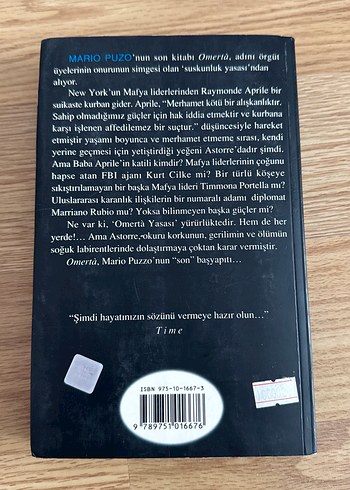 MARIO PUZO'nun son kitabı Omertà, adını örgüt
üyelerinin onurunun simgesi olan 'suskunluk yasası'ndan
alıyor.
New York'un Mafya liderlerinden Raymonde Aprile bir
suikaste kurban gider. Aprile, "Merhamet kötü bir alışkanlıktır.
Sahip olmadığımız güçler için hak iddia etmektir ve kurbana
karşı işlenen affedilemez bir suçtur." düşüncesiyle hareket
etmiştir yaşamı boyunca ve merhamet etmeme sırası, kendi
yerine geçmesi için yetiştirdiği yeğeni Astorre'dadır şimdi.
Ama Baba Aprile'in katili kimdir? Mafya liderlerinin çoğunu
hapse atan FBI ajanı Kurt Cilke mi? Bir türlü köşeye
sıkıştırılamayan bir başka Mafya lideri Timmona Portella mı?
Uluslararası karanlık ilişkilerin bir numaralı adamı diplomat
Marriano Rubio mu? Yoksa bilinmeyen başka güçler mi?
Ne var ki, 'Omertà Yasası' yürürlüktedir. Hem de her
yerde!... Ama Astorre, okuru korkunun, gerilimin ve ölümün
soğuk labirentlerinde dolaştırmaya çoktan karar vermiştir.
Omertà, Mario Puzo'nun "son" başyapıtı...
"Şimdi hayatınızın sözünü vermeye hazır olun..."
Time
ISBN 975-10-1667-3
9 789751 016676